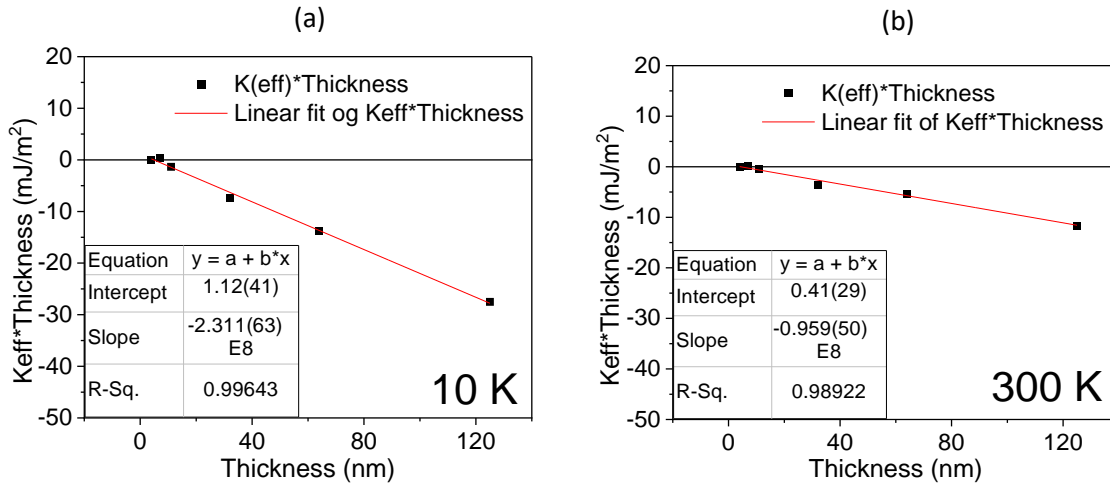 (a)
20
10
0
-10
-20
-30
-40
-50
Keff*Thickness (mJ/m²)
K(eff)*Thickness
Linear fit og Keff*Thickness
Equation y = a + b*x
Intercept 1.12(41)
Slope -2.311(63)
E8
R-Sq. 0.99643
10 K
0 40 80 120
Thickness (nm)
(b)
20
10
0
-10
-20
-30
-40
-50
Keff*Thickness (mJ/m²)
K(eff)*Thickness
Linear fit of Keff*Thickness
Equation y = a + b*x
Intercept 0.41(29)
Slope -0.959(50)
E8
R-Sq. 0.98922
300 K
0 40 80 120
Thickness (nm)